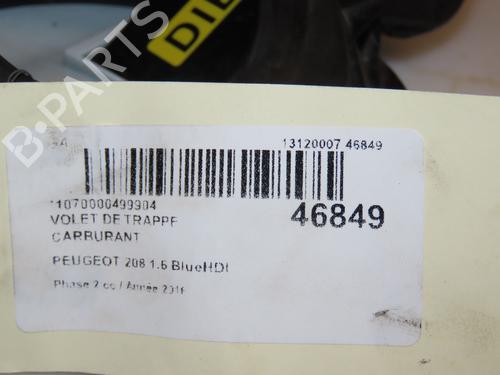 DIE
B-PARTS
13120007 46849
46849
VOLET DE TRAPPE
CARBURANT
PEUGEOT 208 1.6 BlueHDI
Phase 2 cc / Année 2016